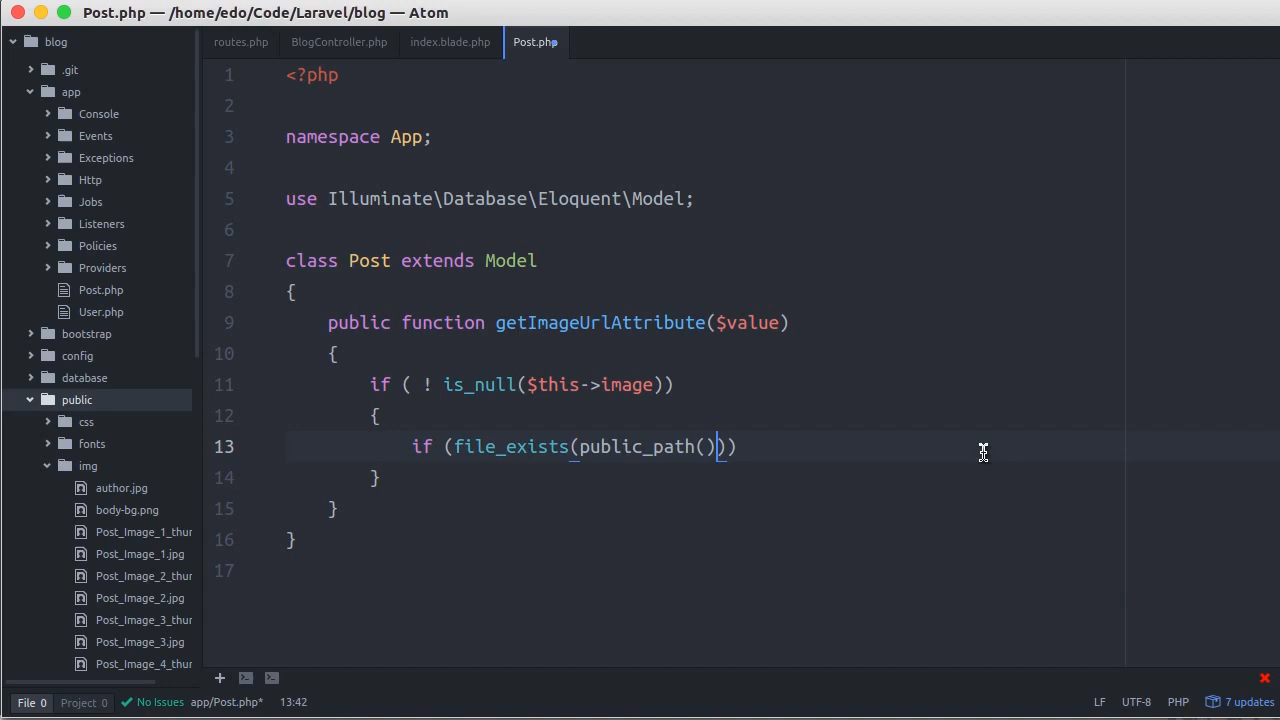 Post.php — /home/edo/Code/Laravel/blog — Atom
blog
.git
app
Console
Events
Exceptions
Http
Jobs
Listeners
Policies
Providers
Post.php
User.php
bootstrap
config
database
public
css
fonts
img
author.jpg
body-bg.png
Post_Image_1_thu
Post_Image_1.jpg
Post_Image_2_thu
Post_Image_2.jpg
Post_Image_3_thu
Post_Image_3.jpg
Post_Image_4_thu
routes.php BlogController.php index.blade.php Post.php
1 <?php
2
3 namespace App;
4
5 use Illuminate\Database\Eloquent\Model;
6
7 class Post extends Model
8 {
9 public function getImageUrlAttribute($value)
10 {
11 if ( ! is_null($this->image))
12 {
13 if (file_exists(public_path()))
14 }
15 }
16 }
17
File 0 Project 0 No Issues app/Post.php* 13:42 LF UTF-8 PHP 7 updates